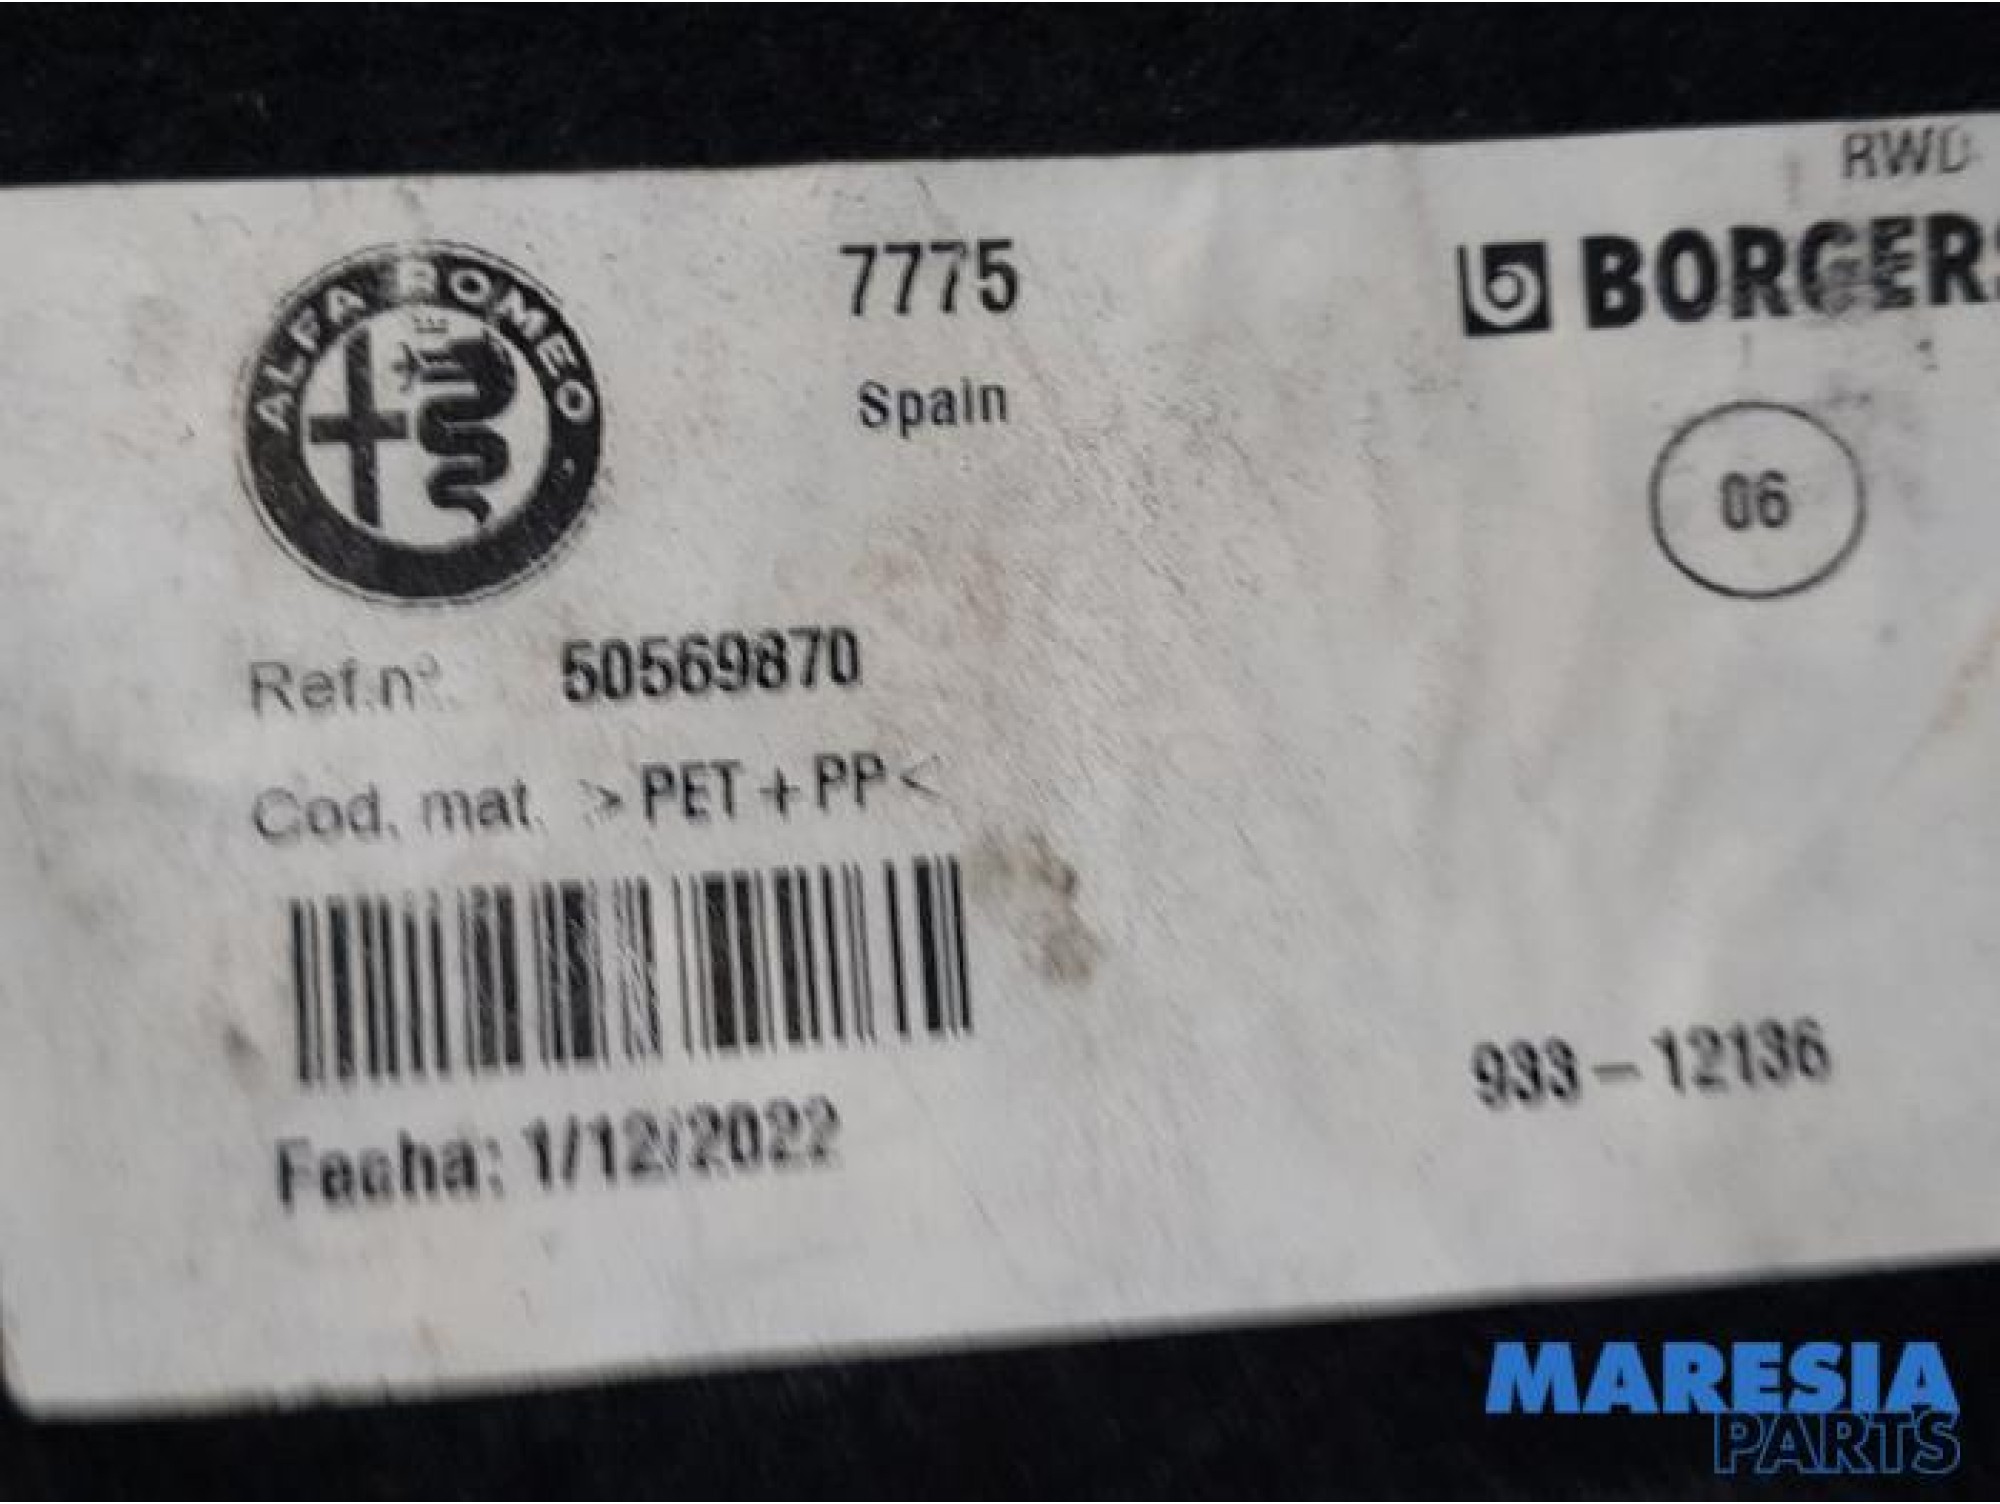 RWD
ALFA ROMEO
7775
BORGERS
Spain
06
Ref.nº. 50569870
Cod. mat. >PET+PP<
933-12136
Fecha: 1/12/2022
MARESIA
PARTS